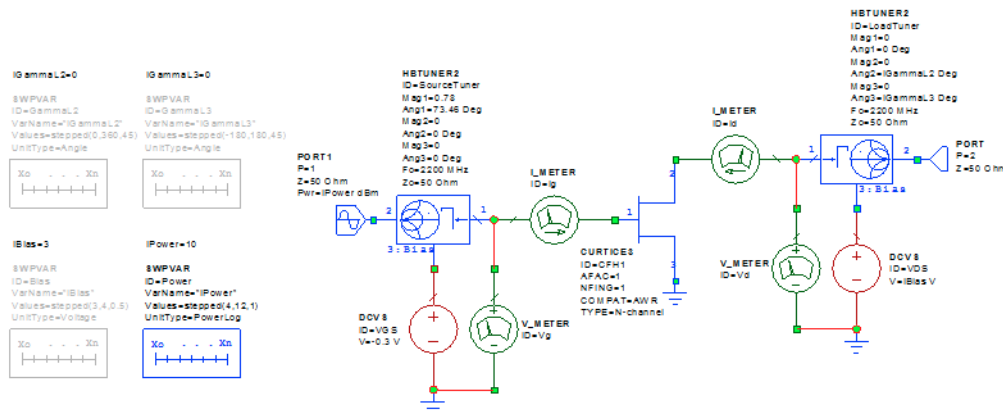 IGammaL2=0
SWPVAR
ID=GammaL2
VarName="IGammaL2"
Values=stepped(0,360,45)
UnitType=Angle
Xo . . . Xn
IGammaL3=0
SWPVAR
ID=GammaL3
VarName="IGammaL3"
Values=stepped(-180,180,45)
UnitType=Angle
Xo . . . Xn
IBias=3
SWPVAR
ID=Bias
VarName="IBias"
Values=stepped(3,4,0.5)
UnitType=Voltage
Xo . . . Xn
IPower=10
SWPVAR
ID=Power
VarName="IPower"
Values=stepped(4,12,1)
UnitType=PowerLog
Xo . . . Xn
PORT1
P=1
Z=50 Ohm
Pwr=IPower dBm
HBTUNER2
ID=SourceTuner
Mag1=0.78
Ang1=73.46 Deg
Mag2=0
Ang2=0 Deg
Mag3=0
Ang3=0 Deg
Fo=2200 MHz
Zo=50 Ohm
2
1
3:Bias
DCVS
ID=VGS
V=-0.3 V
V_METER
ID=Vg
I_METER
ID=Ig
1
2
3
CURTICES
ID=CFH1
AFAC=1
NFING=1
COMPAT=AWR
TYPE=N-channel
I_METER
ID=Id
V_METER
ID=Vd
HBTUNER2
ID=LoadTuner
Mag1=0
Ang1=0 Deg
Mag2=0
Ang2=IGammaL2 Deg
Mag3=0
Ang3=IGammaL3 Deg
Fo=2200 MHz
Zo=50 Ohm
1
2
3:Bias
DCVS
ID=VDS
V=IBias V
PORT
P=2
Z=50 Ohm